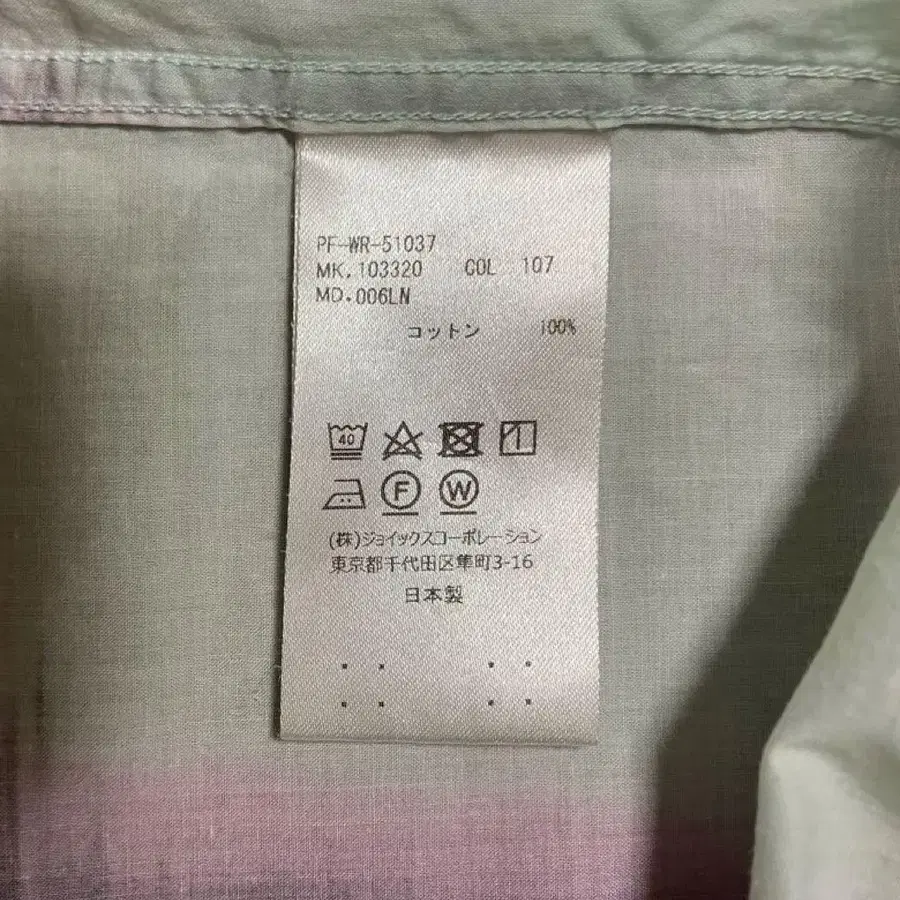 PF-WR-51037
MK.103320 COL 107
MD.006LN
コットン 100%
40
F W
(株)ジョイックスコーポレーション
東京都千代田区隼町3-16
日本製